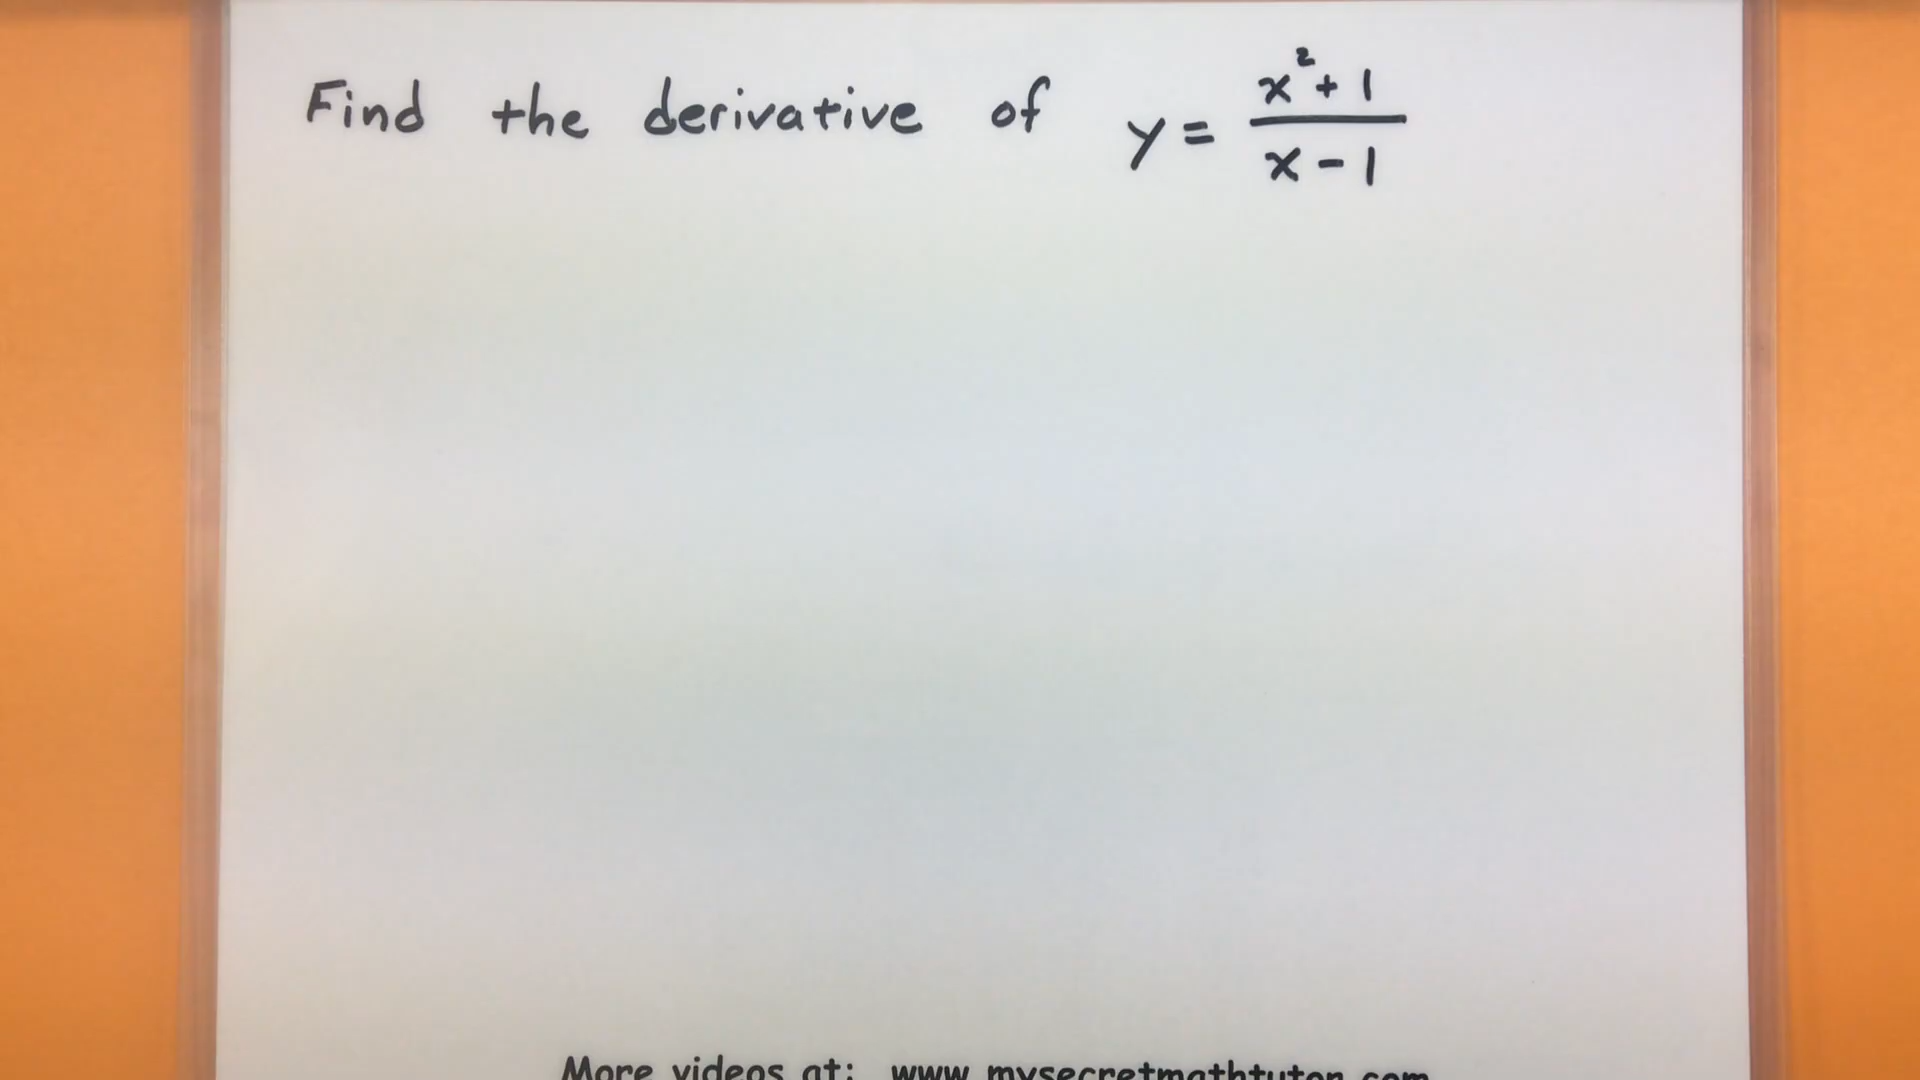 Find the derivative of y = x² + 1 / x - 1
More videos at: www.mysecretmathtutor.com